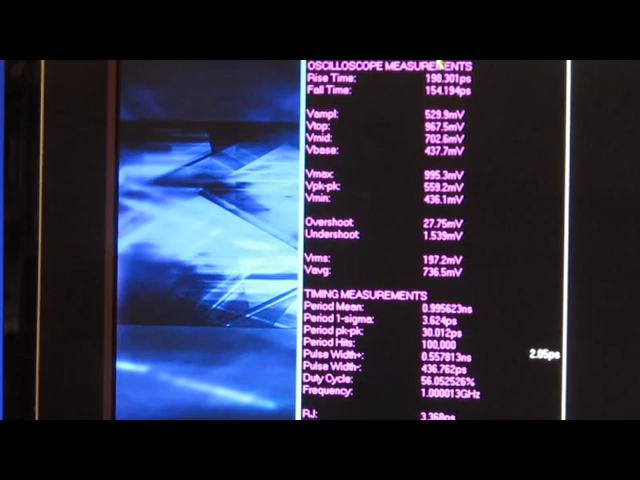 OSCILLOSCOPE MEASUREMENTS
Rise Time: 198.301ps
Fall Time: 154.194ps
Vampl: 529.9mV
Vtop: 967.5mV
Vmid: 702.6mV
Vbase: 437.7mV
Vmax: 995.3mV
Vpk-pk: 559.2mV
Vmin: 436.1mV
Overshoot 27.75mV
Undershoot: 1.539mV
Vrms: 197.2mV
Vavg: 736.5mV
TIMING MEASUREMENTS
Period Mean: 0.995623ns
Period 1-sigma: 3.624ps
Period pk-pk: 30.012ps
Period Hits: 100,000
Pulse Width+: 0.557813ns
2.05ps
Pulse Width-: 436.762ps
Duty Cycle: 56.052526%
Frequency: 1.000013GHz
RJ: 3.368ps